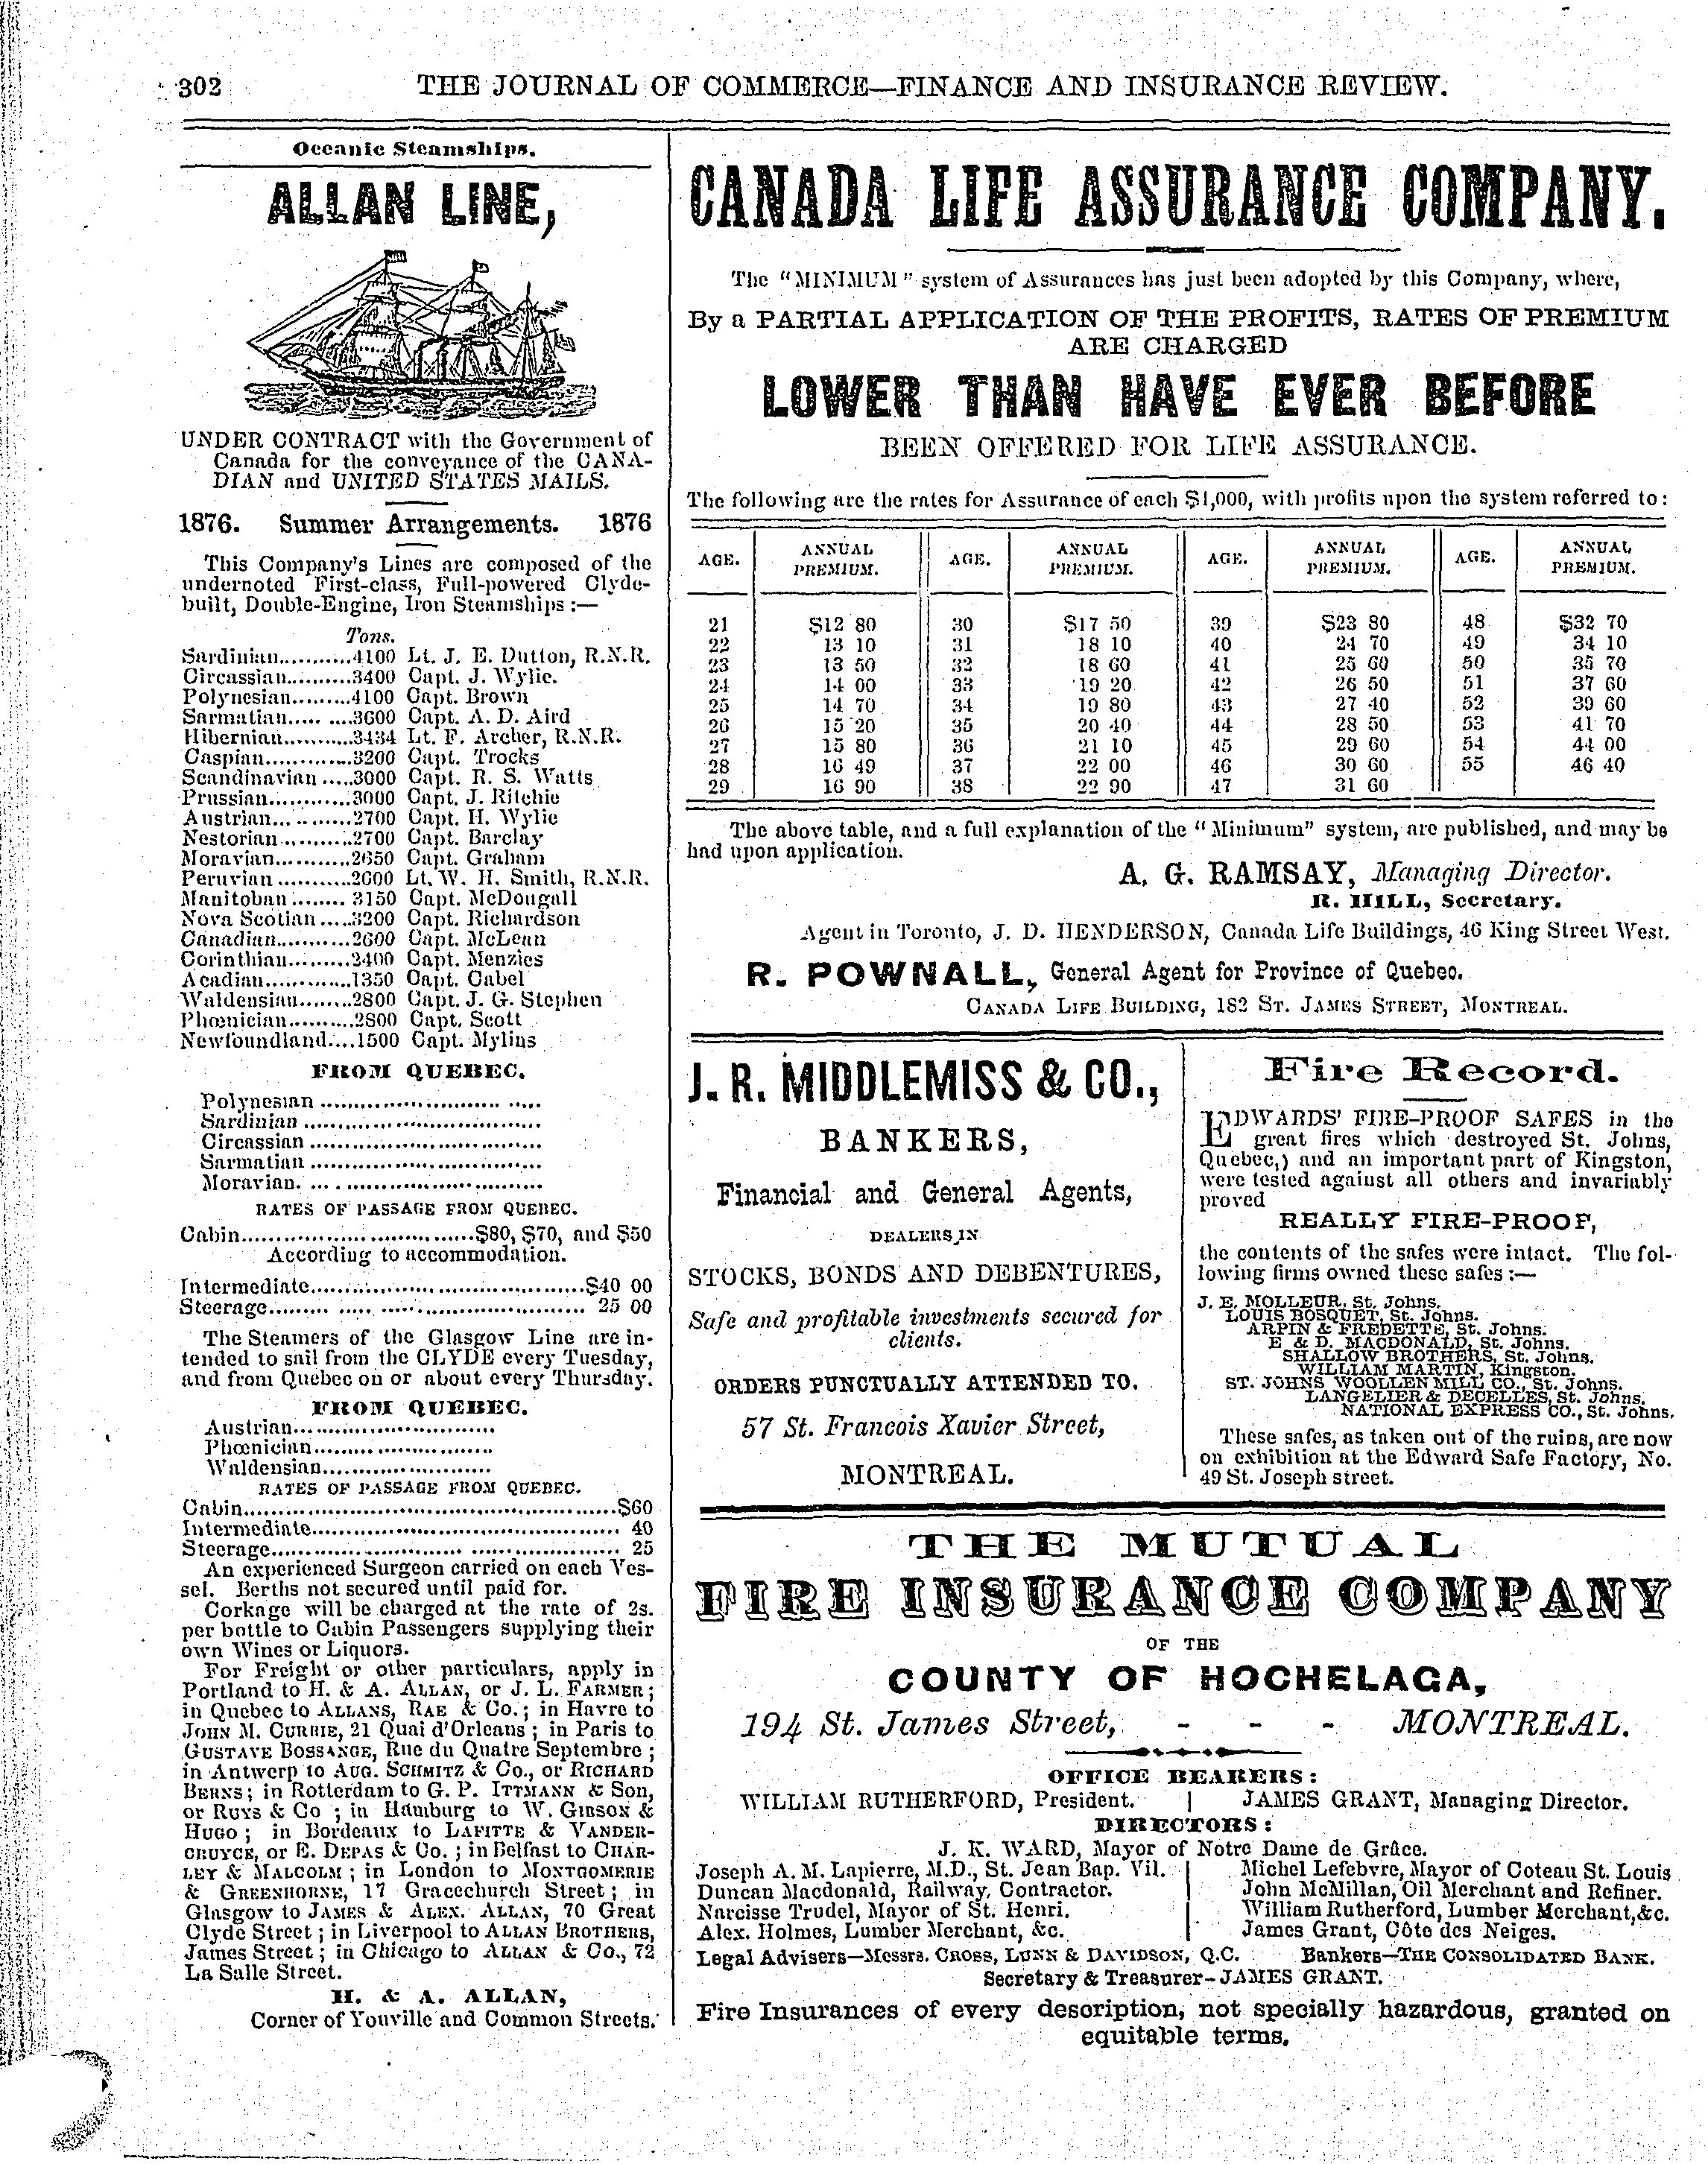 302 THE JOURNAL OF COMMERCE—FINANCE AND INSURANCE REVIEW.
Oceanic Steamships.
ALLAN LINE,
UNDER CONTRACT with the Government of
Canada for the conveyance of the CANA-
DIAN and UNITED STATES MAILS.
1876. Summer Arrangements. 1876
This Company's Lines are composed of the
undernoted First-class, Full-powered Clyde-
built, Double-Engine, Iron Steamships :—
Tons.
Sardinian...........4100 Lt. J. E. Dutton, R.N.R.
Circassian..........3400 Capt. J. Wylie.
Polynesian.........4100 Capt. Brown
Sarmatian..... ....3600 Capt. A. D. Aird
Hibernian...........3434 Lt. F. Archer, R.N.R.
Caspian.............3200 Capt. Trocks
Scandinavian .....3000 Capt. R. S. Watts
Prussian............3000 Capt. J. Ritchie
Austrian... ........2700 Capt. H. Wylie
Nestorian ..........2700 Capt. Barclay
Moravian...........2650 Capt. Graham
Peruvian ...........2600 Lt. W. H. Smith, R.N.R.
Manitoban ........ 3150 Capt. McDougall
Nova Scotian .....3200 Capt. Richardson
Canadian...........2600 Capt. McLean
Corinthian.........2400 Capt. Menzies
Acadian.............1350 Capt. Cabel
Waldensian........2800 Capt. J. G. Stephen
Phœnician..........2800 Capt. Scott
Newfoundland....1500 Capt. Mylins
FROM QUEBEC.
Polynesian .................................
Sardinian .................................
Circassian .................................
Sarmatian .................................
Moravian. .................................
RATES OF PASSAGE FROM QUEBEC.
Cabin.................................$80, $70, and $50
According to accommodation.
Intermediate.......................................$40 00
Steerage............................................. 25 00
The Steamers of the Glasgow Line are in-
tended to sail from the CLYDE every Tuesday,
and from Quebec on or about every Thursday.
FROM QUEBEC.
Austrian.............................
Phœnician..........................
Waldensian........................
RATES OF PASSAGE FROM QUEBEC.
Cabin.....................................................$60
Intermediate............................................ 40
Steerage.................................................. 25
An experienced Surgeon carried on each Ves-
sel. Berths not secured until paid for.
Corkage will be charged at the rate of 2s.
per bottle to Cabin Passengers supplying their
own Wines or Liquors.
For Freight or other particulars, apply in
Portland to H. & A. ALLAN, or J. L. FARMER ;
in Quebec to ALLANS, RAE & Co. ; in Havre to
JOHN M. CURRIE, 21 Quai d'Orleans ; in Paris to
GUSTAVE BOSSANGE, Rue du Quatre Septembre ;
in Antwerp to AUG. SCHMITZ & Co., or RICHARD
BERNS ; in Rotterdam to G. P. ITTMANN & Son,
or RUYS & Co ; in Hamburg to W. GIBSON &
HUGO ; in Bordeaux to LAFITTE & VANDER-
CRUYCE, or E. DEPAS & Co. ; in Belfast to CHAR-
LEY & MALCOLM ; in London to MONTGOMERIE
& GREENHORNE, 17 Gracechurch Street ; in
Glasgow to JAMES & ALEX. ALLAN, 70 Great
Clyde Street ; in Liverpool to ALLAN BROTHERS,
James Street ; in Chicago to ALLAN & Co., 72
La Salle Street.
H. & A. ALLAN,
Corner of Youville and Common Streets.
CANADA LIFE ASSURANCE COMPANY.
The "MINIMUM" system of Assurances has just been adopted by this Company, where,
By a PARTIAL APPLICATION OF THE PROFITS, RATES OF PREMIUM
ARE CHARGED
LOWER THAN HAVE EVER BEFORE
BEEN OFFERED FOR LIFE ASSURANCE.
The following are the rates for Assurance of each $1,000, with profits upon the system referred to :
AGE. ANNUAL PREMIUM. AGE. ANNUAL PREMIUM. AGE. ANNUAL PREMIUM. AGE. ANNUAL PREMIUM.
21 $12 80 30 $17 50 39 $23 80 48 $32 70
22 13 10 31 18 10 40 24 70 49 34 10
23 13 50 32 18 60 41 25 60 50 35 70
24 14 00 33 19 20 42 26 50 51 37 60
25 14 70 34 19 80 43 27 40 52 39 60
26 15 20 35 20 40 44 28 50 53 41 70
27 15 80 36 21 10 45 29 60 54 44 00
28 16 49 37 22 00 46 30 60 55 46 40
29 16 90 38 22 90 47 31 60
The above table, and a full explanation of the "Minimum" system, are published, and may be
had upon application.
A. G. RAMSAY, Managing Director.
R. HILL, Secretary.
Agent in Toronto, J. D. HENDERSON, Canada Life Buildings, 46 King Street West.
R. POWNALL, General Agent for Province of Quebec.
CANADA LIFE BUILDING, 182 ST. JAMES STREET, MONTREAL.
J. R. MIDDLEMISS & CO.,
BANKERS,
Financial and General Agents,
DEALERS IN
STOCKS, BONDS AND DEBENTURES,
Safe and profitable investments secured for
clients.
ORDERS PUNCTUALLY ATTENDED TO.
57 St. Francois Xavier Street,
MONTREAL.
Fire Record.
EDWARDS' FIRE-PROOF SAFES in the
great fires which destroyed St. Johns,
Quebec,) and an important part of Kingston,
were tested against all others and invariably
proved
REALLY FIRE-PROOF,
the contents of the safes were intact. The fol-
lowing firms owned these safes :—
J. E. MOLLEUR, St. Johns.
LOUIS BOSQUET, St. Johns.
ARPIN & FREDETTE, St. Johns.
E & D. MACDONALD, St. Johns.
SHALLOW BROTHERS, St. Johns.
WILLIAM MARTIN, Kingston.
ST. JOHNS WOOLLEN MILL CO., St. Johns.
LANGELIER & DECELLES, St. Johns.
NATIONAL EXPRESS CO., St. Johns.
These safes, as taken out of the ruins, are now
on exhibition at the Edward Safe Factory, No.
49 St. Joseph street.
THE MUTUAL
FIRE INSURANCE COMPANY
OF THE
COUNTY OF HOCHELAGA,
194 St. James Street, - - - MONTREAL.
OFFICE BEARERS :
WILLIAM RUTHERFORD, President. | JAMES GRANT, Managing Director.
DIRECTORS :
J. K. WARD, Mayor of Notre Dame de Grâce.
Joseph A. M. Lapierre, M.D., St. Jean Bap. Vil. | Michel Lefebvre, Mayor of Coteau St. Louis
Duncan Macdonald, Railway, Contractor. | John McMillan, Oil Merchant and Refiner.
Narcisse Trudel, Mayor of St. Henri. | William Rutherford, Lumber Merchant, &c.
Alex. Holmes, Lumber Merchant, &c. | James Grant, Côte des Neiges.
Legal Advisers—Messrs. CROSS, LUNN & DAVIDSON, Q.C. Bankers—THE CONSOLIDATED BANK.
Secretary & Treasurer-JAMES GRANT.
Fire Insurances of every description, not specially hazardous, granted on
equitable terms.